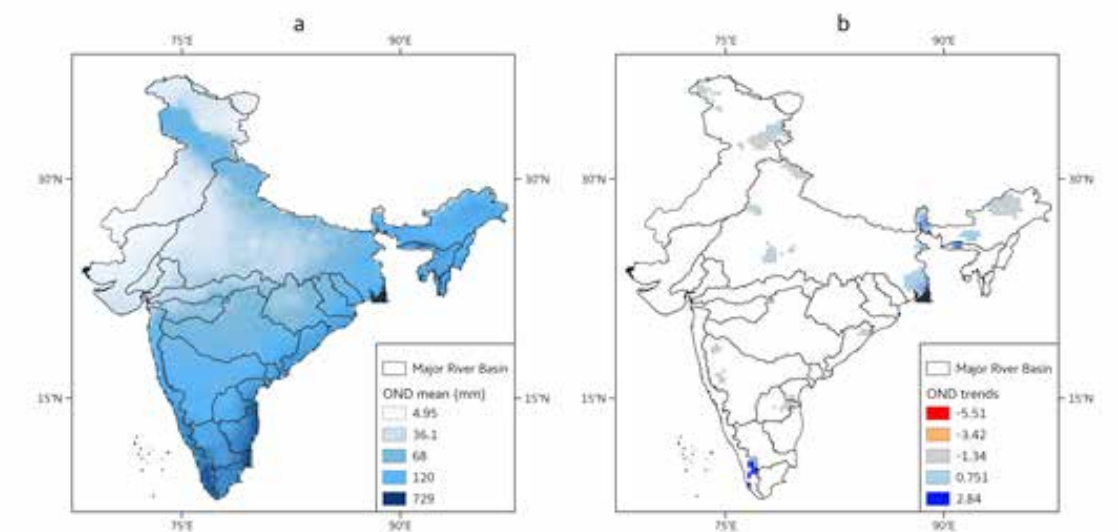 a
75°E 90°E
30°N
15°N
Major River Basin
OND mean (mm)
4.95
36.1
68
120
729
75°E 90°E
b
75°E 90°E
30°N 30°N
15°N 15°N
Major River Basin
OND trends
-5.51
-3.42
-1.34
0.751
2.84
75°E 90°E